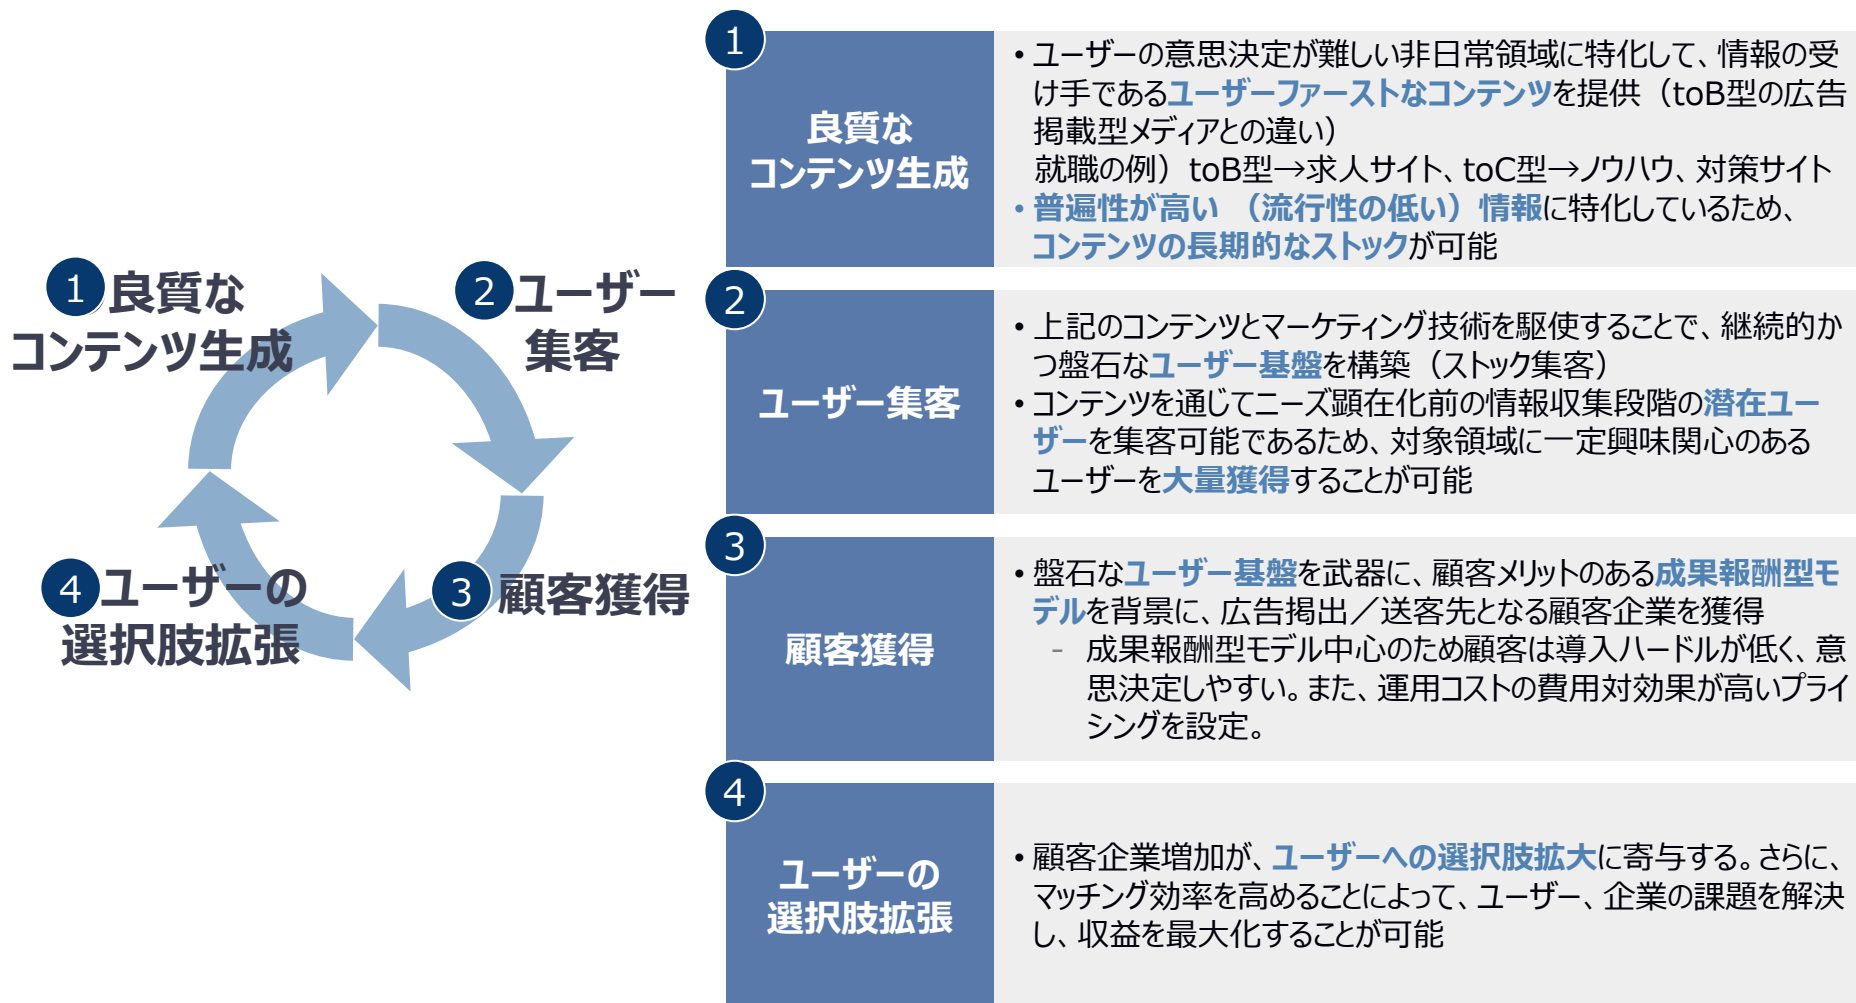 1 良質な
コンテンツ生成
2 ユーザー
集客
3 顧客獲得
4 ユーザーの
選択肢拡張
1
良質な
コンテンツ生成
• ユーザーの意思決定が難しい非日常領域に特化して、情報の受
け手であるユーザーファーストなコンテンツを提供（toB型の広告
掲載型メディアとの違い）
就職の例）toB型→求人サイト、toC型→ノウハウ、対策サイト
• 普遍性が高い（流行性の低い）情報に特化しているため、
コンテンツの長期的なストックが可能
2
ユーザー集客
• 上記のコンテンツとマーケティング技術を駆使することで、継続的か
つ盤石なユーザー基盤を構築（ストック集客）
• コンテンツを通じてニーズ顕在化前の情報収集段階の潜在ユー
ザーを集客可能であるため、対象領域に一定興味関心のある
ユーザーを大量獲得することが可能
3
顧客獲得
• 盤石なユーザー基盤を武器に、顧客メリットのある成果報酬型モ
デルを背景に、広告掲出／送客先となる顧客企業を獲得
- 成果報酬型モデル中心のため顧客は導入ハードルが低く、意
思決定しやすい。また、運用コストの費用対効果が高いプライ
シングを設定。
4
ユーザーの
選択肢拡張
• 顧客企業増加が、ユーザーへの選択肢拡大に寄与する。さらに、
マッチング効率を高めることによって、ユーザー、企業の課題を解決
し、収益を最大化することが可能